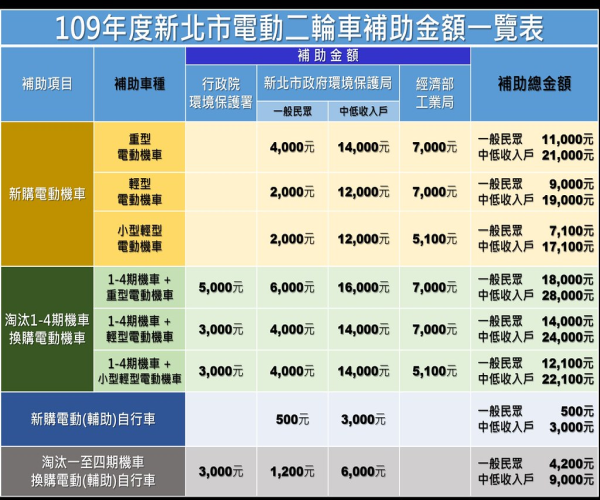 109年度新北市電動二輪車補助金額一覽表
補助項目
補助車種
補助金額
補助總金額
行政院
環境保護署
新北市政府環境保護局
經濟部
工業局
一般民眾
中低收入戶
新購電動機車
重型
電動機車
4,000元
14,000元
7,000元
一般民眾 11,000元
中低收入戶 21,000元
輕型
電動機車
2,000元
12,000元
7,000元
一般民眾 9,000元
中低收入戶 19,000元
小型輕型
電動機車
2,000元
12,000元
5,100元
一般民眾 7,100元
中低收入戶 17,100元
淘汰1-4期機車
換購電動機車
1-4期機車 +
重型電動機車
5,000元
6,000元
16,000元
7,000元
一般民眾 18,000元
中低收入戶 28,000元
1-4期機車 +
輕型電動機車
3,000元
4,000元
14,000元
7,000元
一般民眾 14,000元
中低收入戶 24,000元
1-4期機車 +
小型輕型電動機車
3,000元
4,000元
14,000元
5,100元
一般民眾 12,100元
中低收入戶 22,100元
新購電動(輔助)自行車
500元
3,000元
一般民眾 500元
中低收入戶 3,000元
淘汰一至四期機車
換購電動(輔助)自行車
3,000元
1,200元
6,000元
一般民眾 4,200元
中低收入戶 9,000元